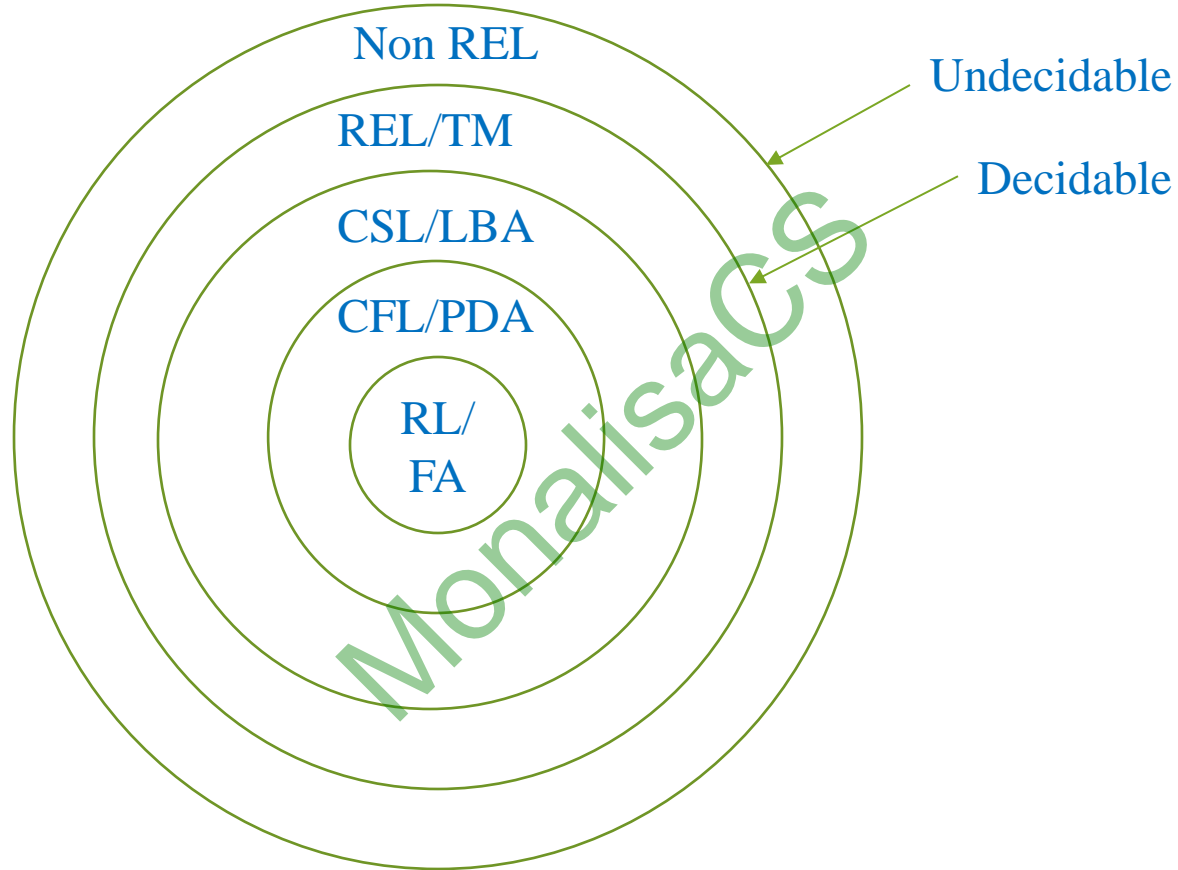 Non REL
Undecidable
REL/TM
Decidable
CSL/LBA
CFL/PDA
RL/
FA
MonalisaCS